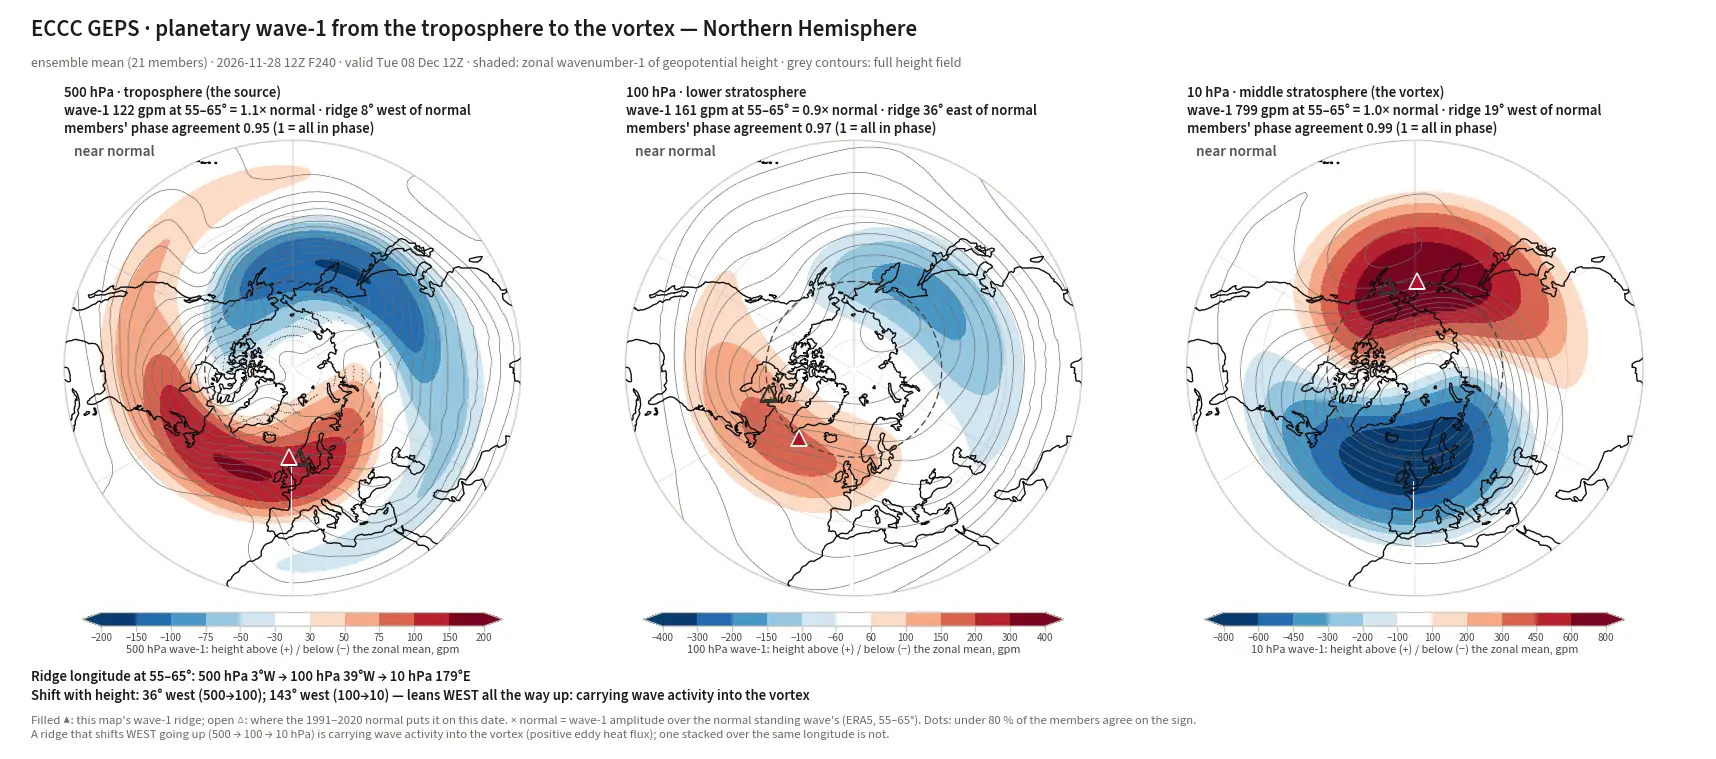 ECCC GEPS · planetary wave-1 from the troposphere to the vortex — Northern Hemisphere
ensemble mean (21 members) · 2026-11-28 12Z F240 · valid Tue 08 Dec 12Z · shaded: zonal wavenumber-1 of geopotential height · grey contours: full height field
500 hPa · troposphere (the source)
wave-1 122 gpm at 55–65° = 1.1× normal · ridge 8° west of normal
members' phase agreement 0.95 (1 = all in phase)
near normal
100 hPa · lower stratosphere
wave-1 161 gpm at 55–65° = 0.9× normal · ridge 36° east of normal
members' phase agreement 0.97 (1 = all in phase)
near normal
10 hPa · middle stratosphere (the vortex)
wave-1 799 gpm at 55–65° = 1.0× normal · ridge 19° west of normal
members' phase agreement 0.99 (1 = all in phase)
near normal
−200 −150 −100 −75 −50 −30 30 50 75 100 150 200
500 hPa wave-1: height above (+) / below (−) the zonal mean, gpm
−400 −300 −200 −150 −100 −60 60 100 150 200 300 400
100 hPa wave-1: height above (+) / below (−) the zonal mean, gpm
−800 −600 −450 −300 −200 −100 100 200 300 450 600 800
10 hPa wave-1: height above (+) / below (−) the zonal mean, gpm
Ridge longitude at 55–65°: 500 hPa 3°W → 100 hPa 39°W → 10 hPa 179°E
Shift with height: 36° west (500→100); 143° west (100→10) — leans WEST all the way up: carrying wave activity into the vortex
Filled ▲: this map's wave-1 ridge; open △: where the 1991–2020 normal puts it on this date. × normal = wave-1 amplitude over the normal standing wave's (ERA5, 55–65°). Dots: under 80 % of the members agree on the sign.
A ridge that shifts WEST going up (500 → 100 → 10 hPa) is carrying wave activity into the vortex (positive eddy heat flux); one stacked over the same longitude is not.